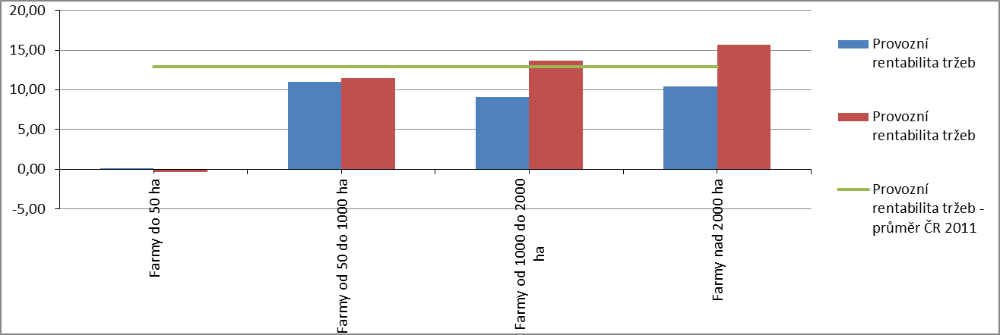 20,00
15,00
10,00
5,00
0,00
-5,00
Farmy do 50 ha
Farmy od 50 do 1000 ha
Farmy od 1000 do 2000
ha
Farmy nad 2000 ha
Provozní
rentabilita tržeb
Provozní
rentabilita tržeb
Provozní
rentabilita tržeb -
průměr ČR 2011